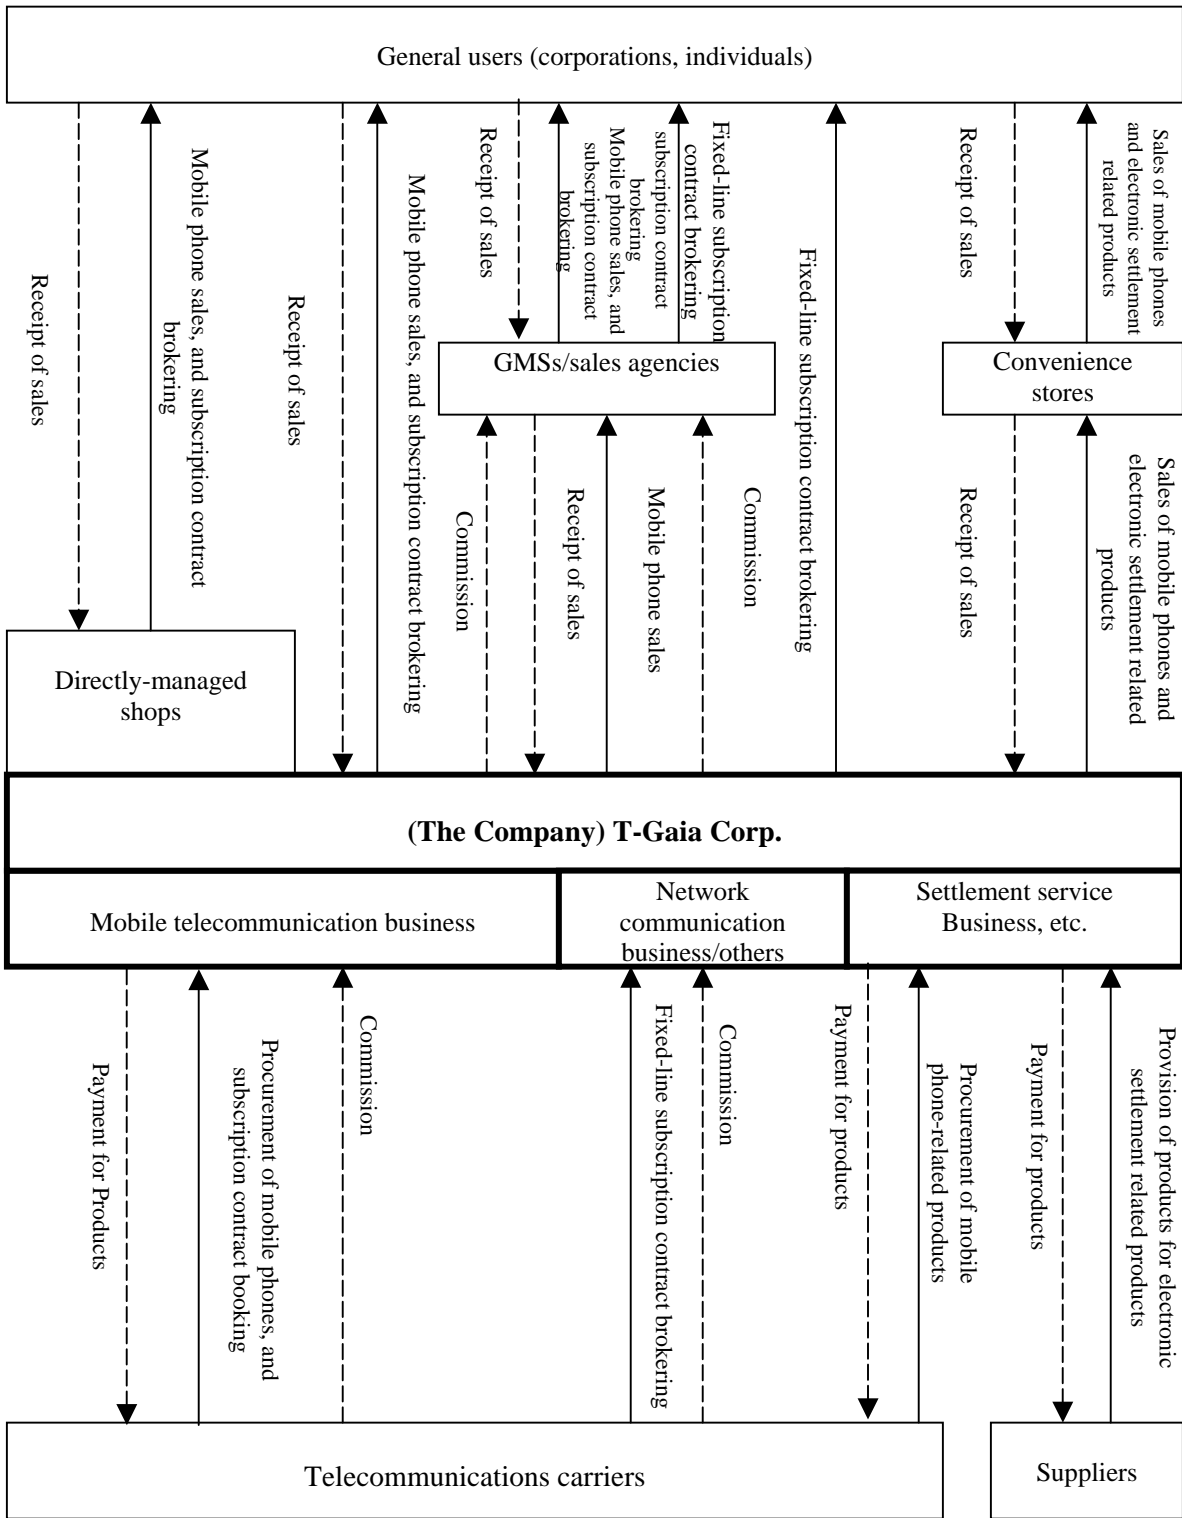 General users (corporations, individuals)
Receipt of sales
Mobile phone sales, and subscription contract
brokering
Receipt of sales
Mobile phone sales, and subscription contract brokering
Receipt of sales
Mobile phone sales, and
subscription contract
brokering
Fixed-line subscription
contract brokering
subscription contract
brokering
Fixed-line subscription contract brokering
Receipt of sales
Sales of mobile phones
and electronic settlement
related products
GMSs/sales agencies
Convenience
stores
Commission
Receipt of sales
Mobile phone sales
Commission
Receipt of sales
Sales of mobile phones and
electronic settlement related
products
Directly-managed
shops
(The Company) T-Gaia Corp.
Mobile telecommunication business
Network
communication
business/others
Settlement service
Business, etc.
Payment for Products
Procurement of mobile phones, and
subscription contract booking
Commission
Fixed-line subscription contract brokering
Commission
Payment for products
Procurement of mobile
phone-related products
Payment for products
Provision of products for electronic
settlement related products
Telecommunications carriers
Suppliers